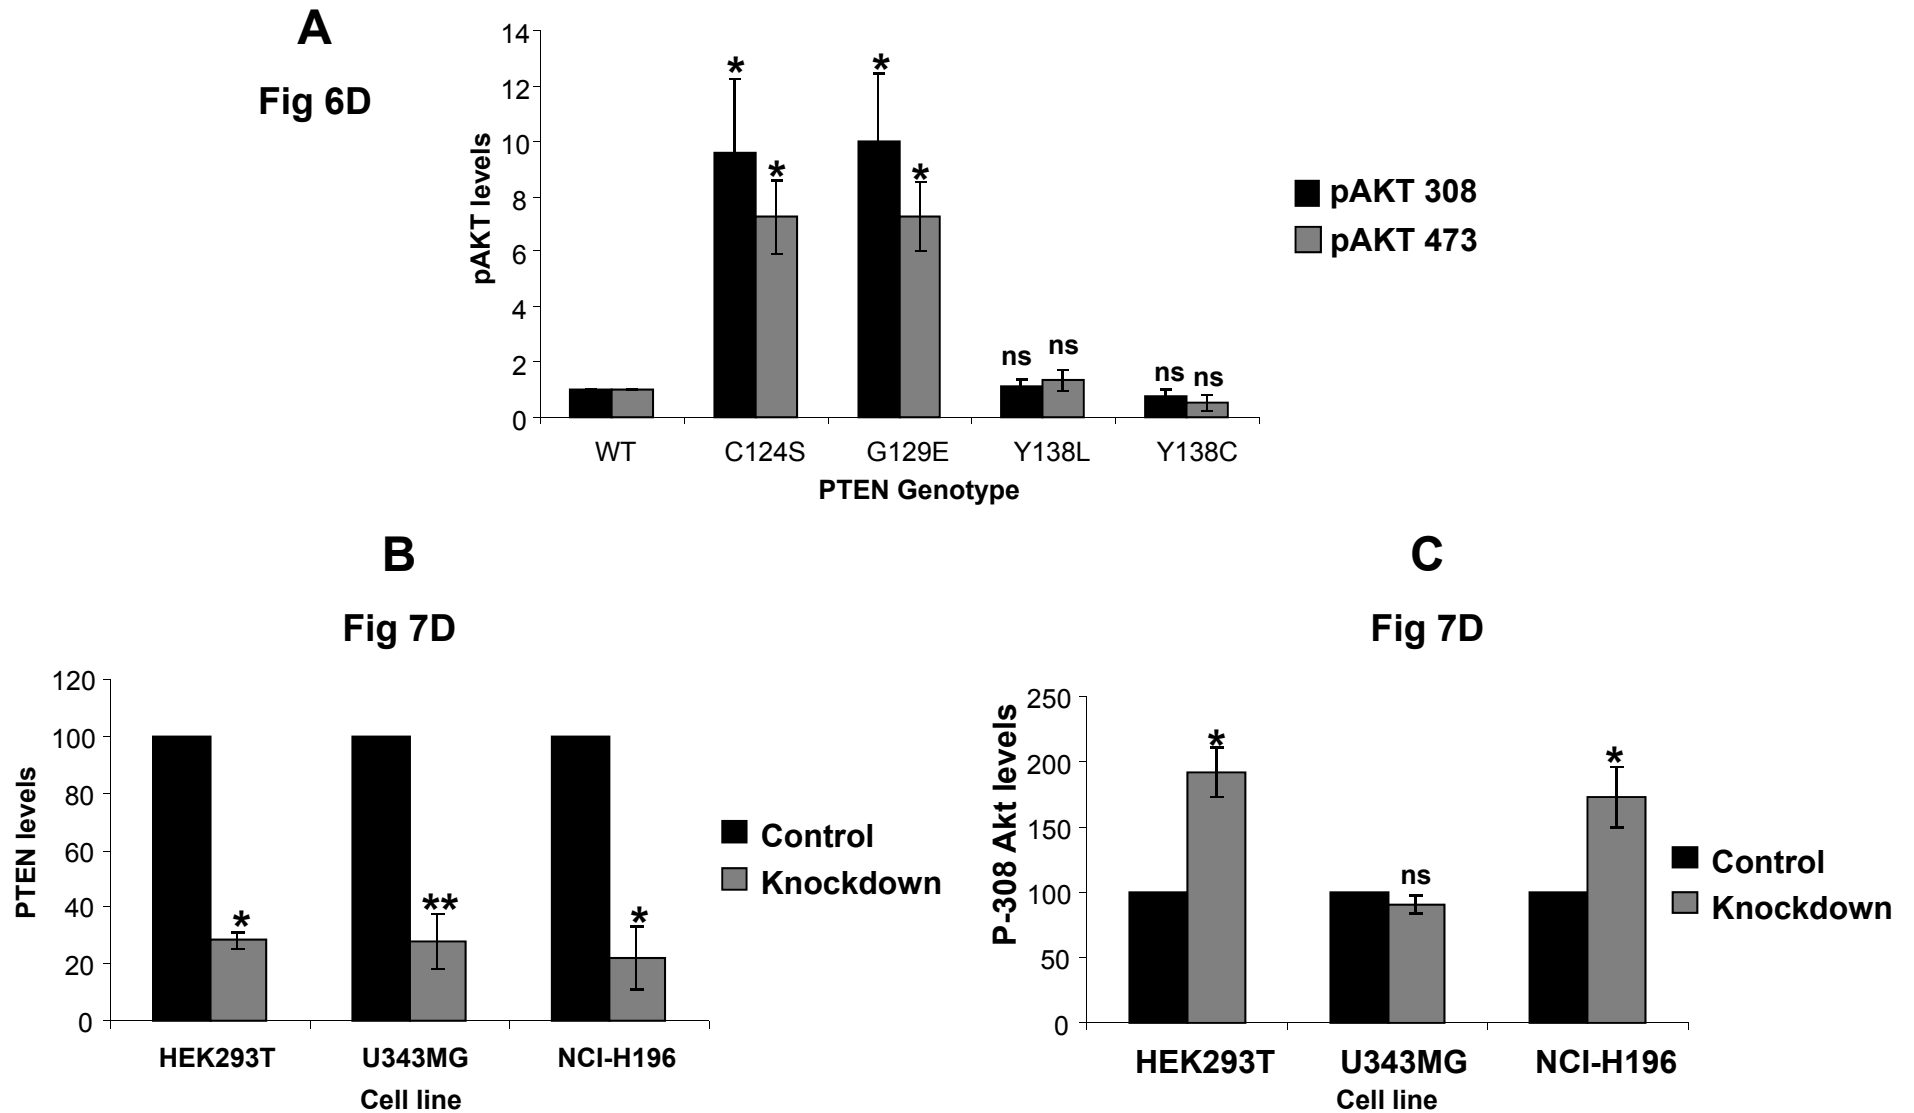 A
Fig 6D
14
12
10
8
6
4
2
0
pAKT levels
*
*
*
*
ns
ns
ns
ns
WT
C124S
G129E
Y138L
Y138C
PTEN Genotype
pAKT 308
pAKT 473
B
Fig 7D
120
100
80
60
40
20
0
PTEN levels
*
**
*
HEK293T
U343MG
NCI-H196
Cell line
Control
Knockdown
C
Fig 7D
250
200
150
100
50
0
P-308 Akt levels
*
ns
*
HEK293T
U343MG
NCI-H196
Cell line
Control
Knockdown